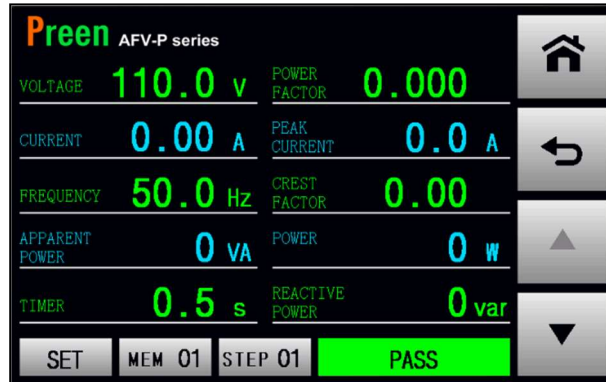 Preen AFV-P series
VOLTAGE 110.0 V POWER FACTOR 0.000
CURRENT 0.00 A PEAK CURRENT 0.0 A
FREQUENCY 50.0 Hz CREST FACTOR 0.00
APPARENT POWER 0 VA POWER 0 W
TIMER 0.5 s REACTIVE POWER 0 var
SET MEM 01 STEP 01 PASS